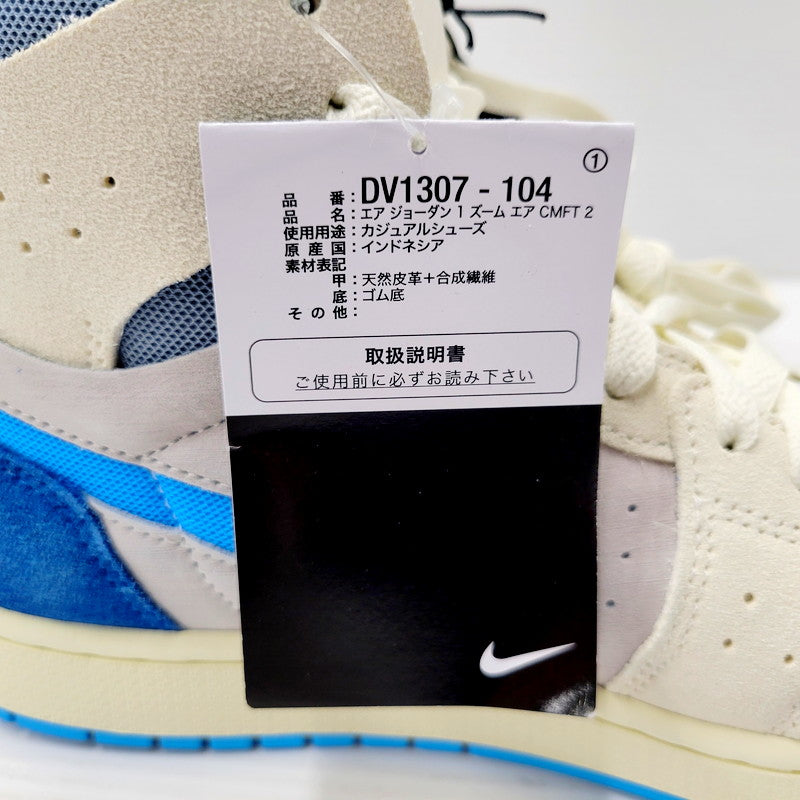 ①
品番：DV1307 - 104
品名：エア ジョーダン 1 ズーム エア CMFT 2
使用用途：カジュアルシューズ
原産国：インドネシア
素材表記
甲：天然皮革＋合成繊維
底：ゴム底
その他：
取扱説明書
ご使用前に必ずお読み下さい